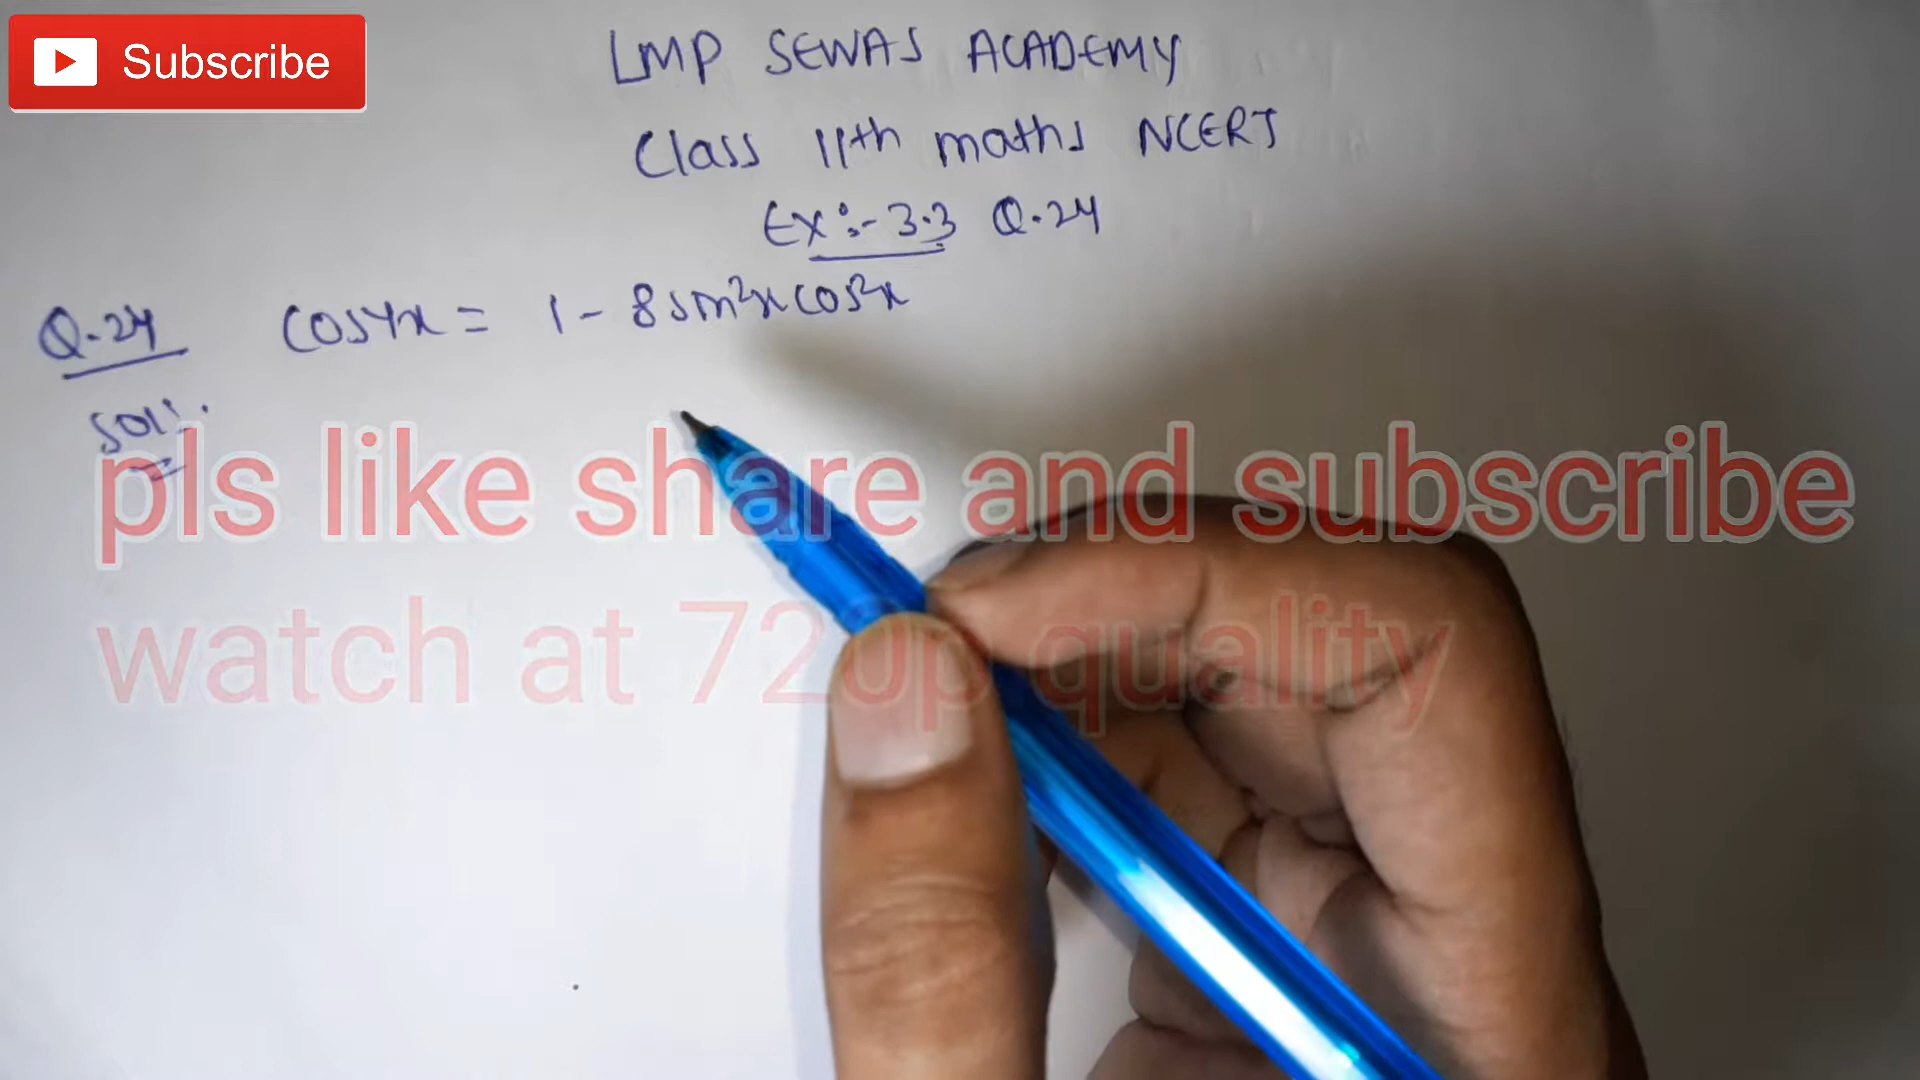 Subscribe
LMP SEWAS ACADEMY
Class 11th maths NCERT
Ex:- 3.3 Q.24
Q.24 cos4x = 1 - 8sin²x cos²x
Sol:.
pls like share and subscribe
watch at 720p quality